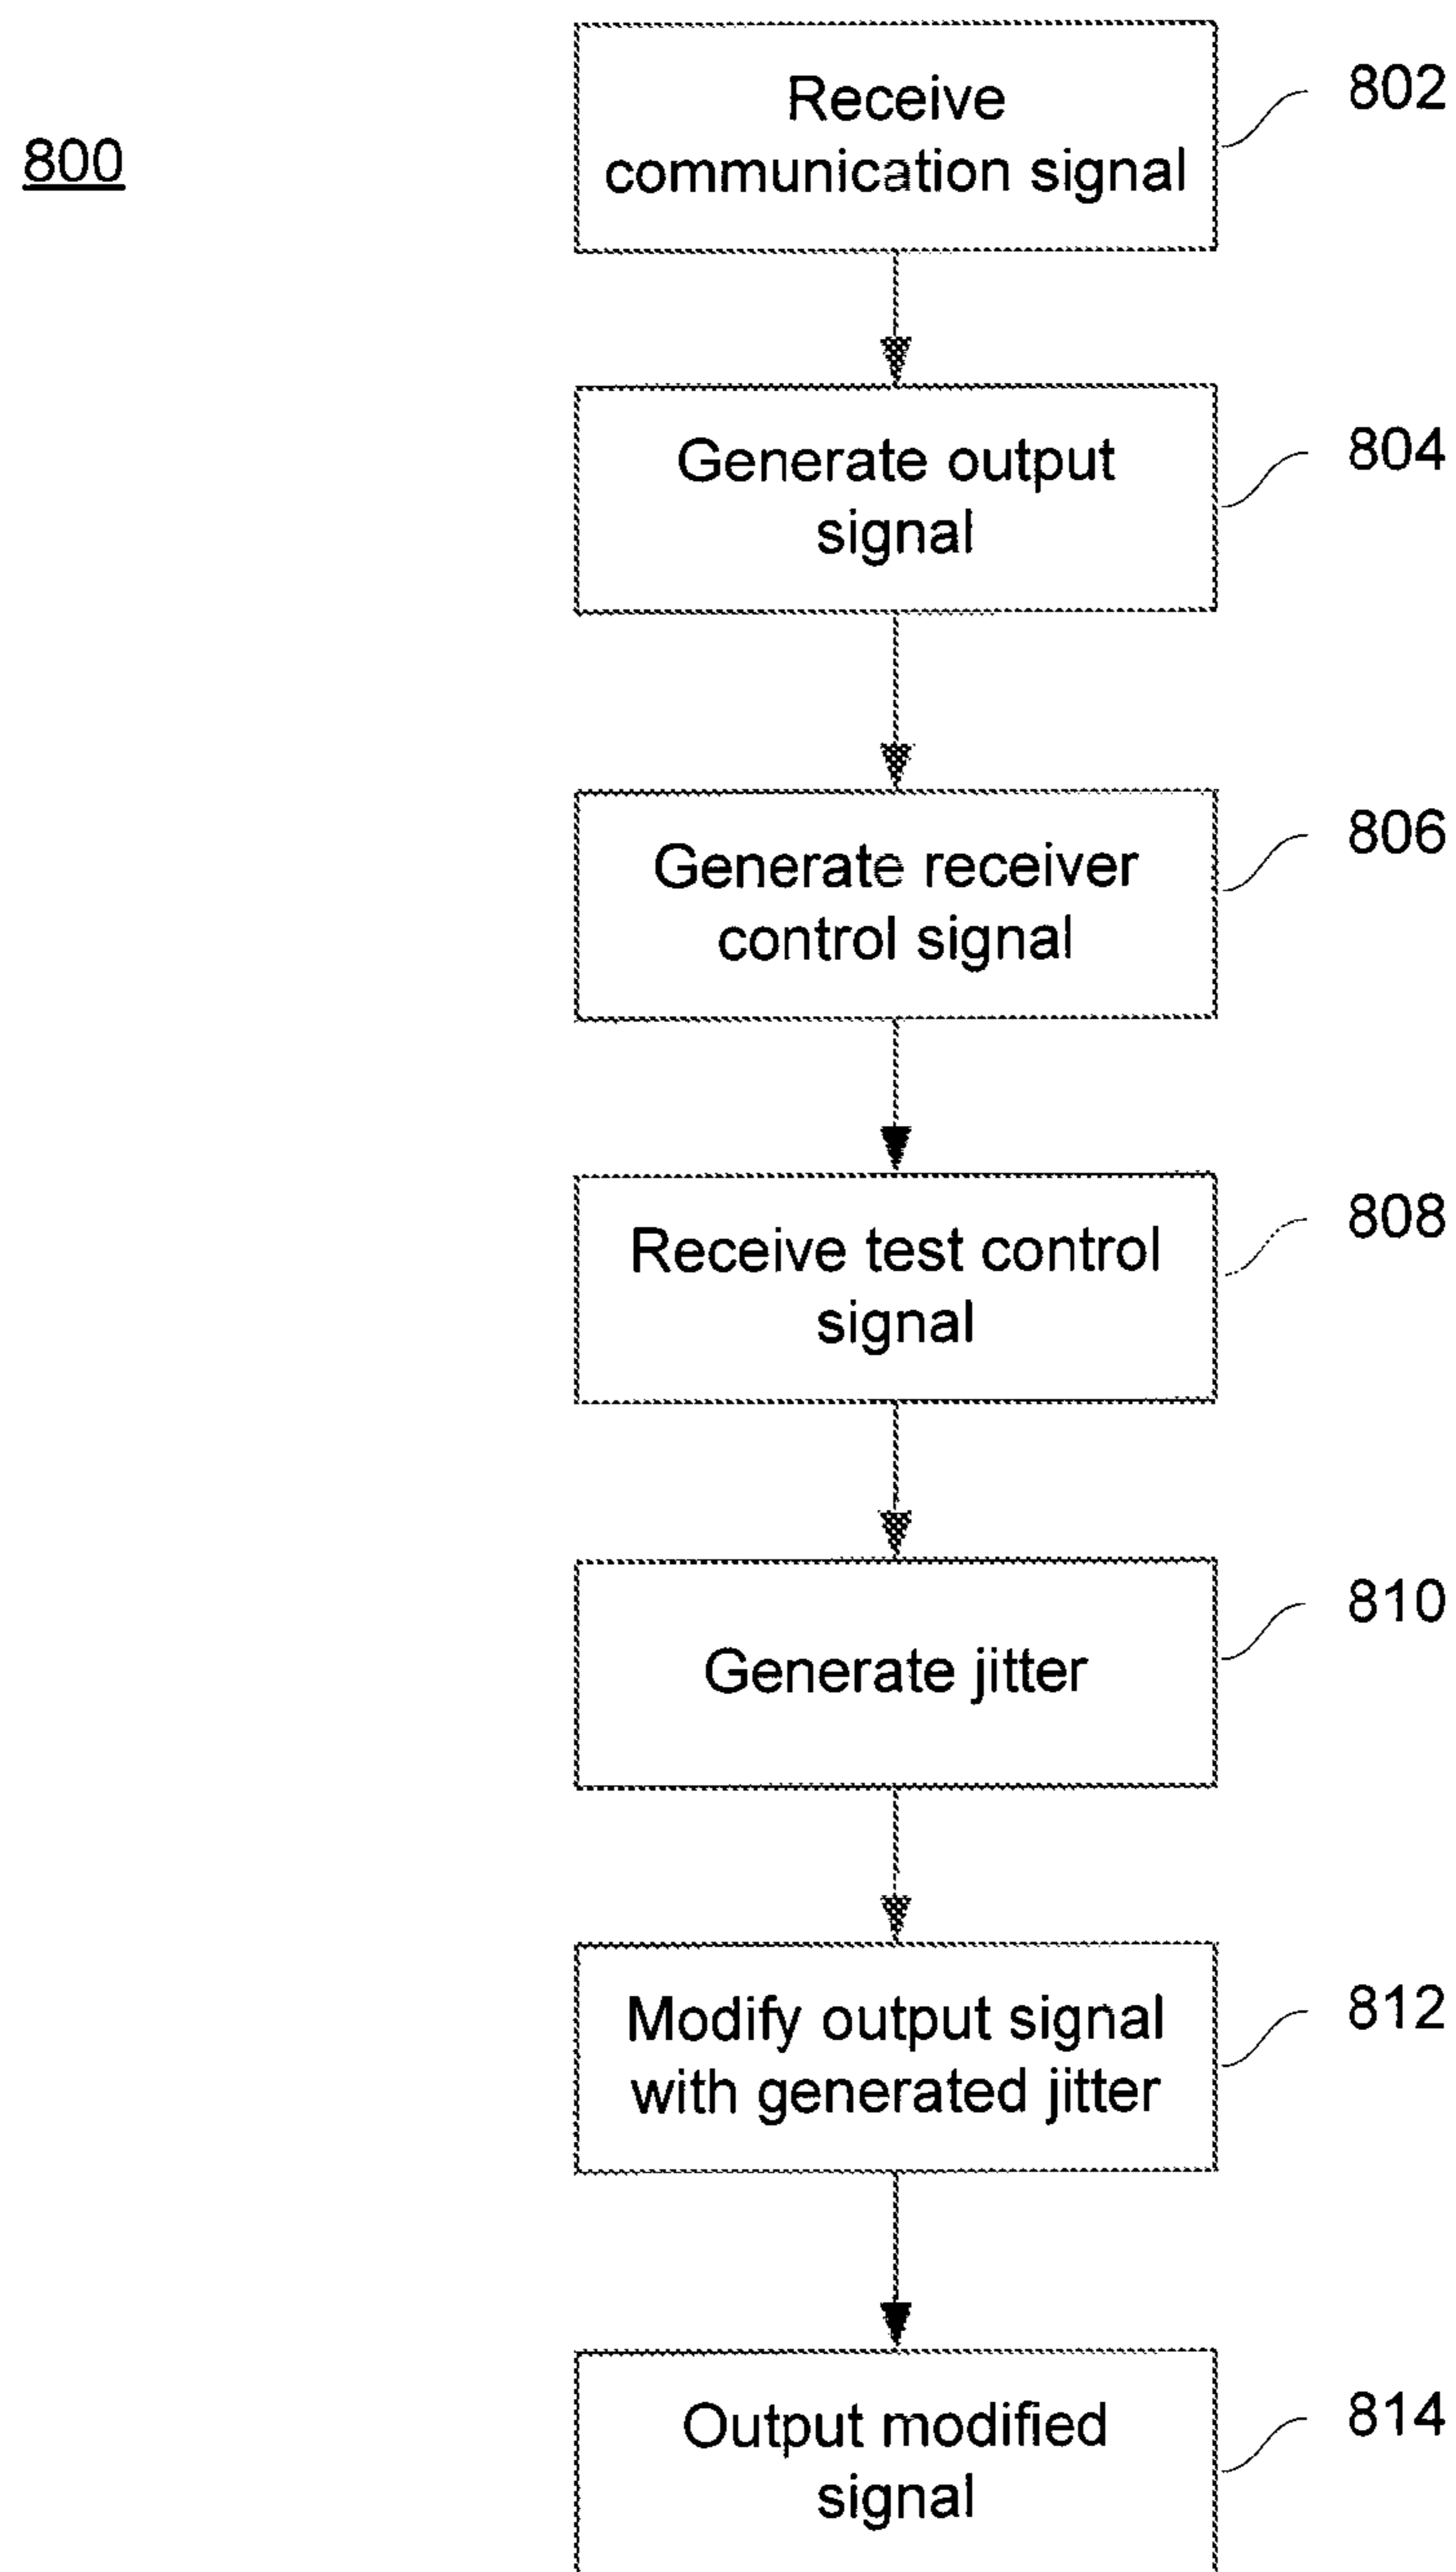 800
Receive
communication signal
802
Generate output
signal
804
Generate receiver
control signal
806
Receive test control
signal
808
Generate jitter
810
Modify output signal
with generated jitter
812
Output modified
signal
814